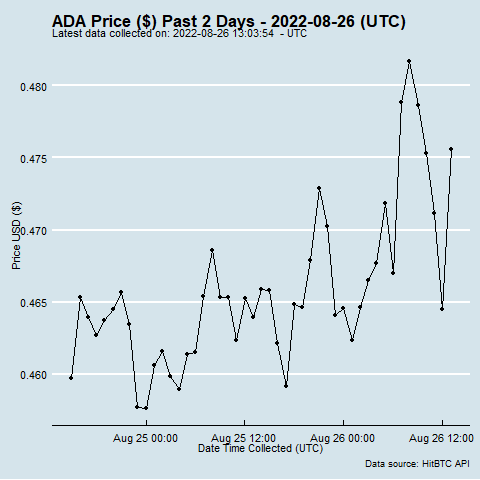 ADA Price ($) Past 2 Days - 2022-08-26 (UTC)
Latest data collected on: 2022-08-26 13:03:54 - UTC
0.480
0.475
0.470
0.465
0.460
Price USD ($)
Aug 25 00:00
Aug 25 12:00
Aug 26 00:00
Aug 26 12:00
Date Time Collected (UTC)
Data source: HitBTC API